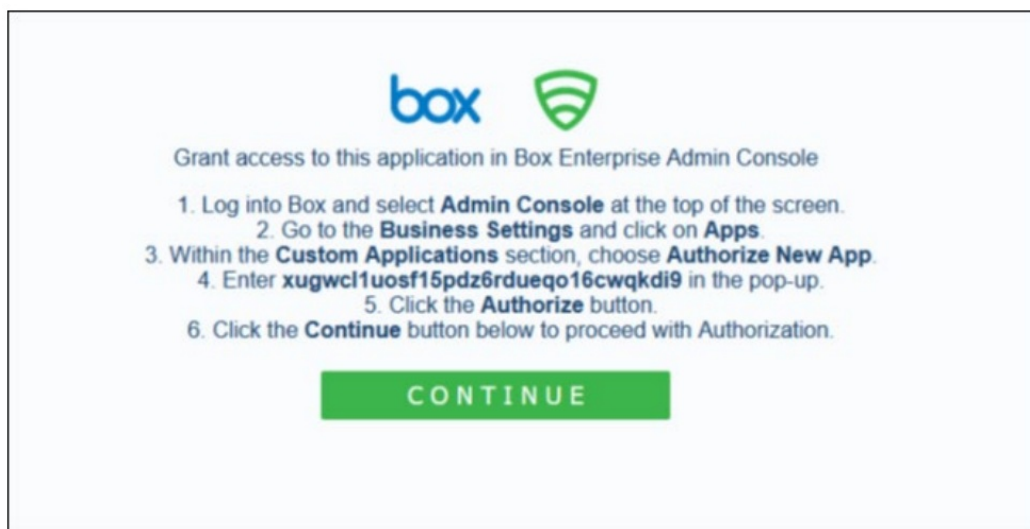 box
Grant access to this application in Box Enterprise Admin Console
1. Log into Box and select Admin Console at the top of the screen.
2. Go to the Business Settings and click on Apps.
3. Within the Custom Applications section, choose Authorize New App.
4. Enter xugwcl1uosf15pdz6rdueqo16cwqkdi9 in the pop-up.
5. Click the Authorize button.
6. Click the Continue button below to proceed with Authorization.
CONTINUE